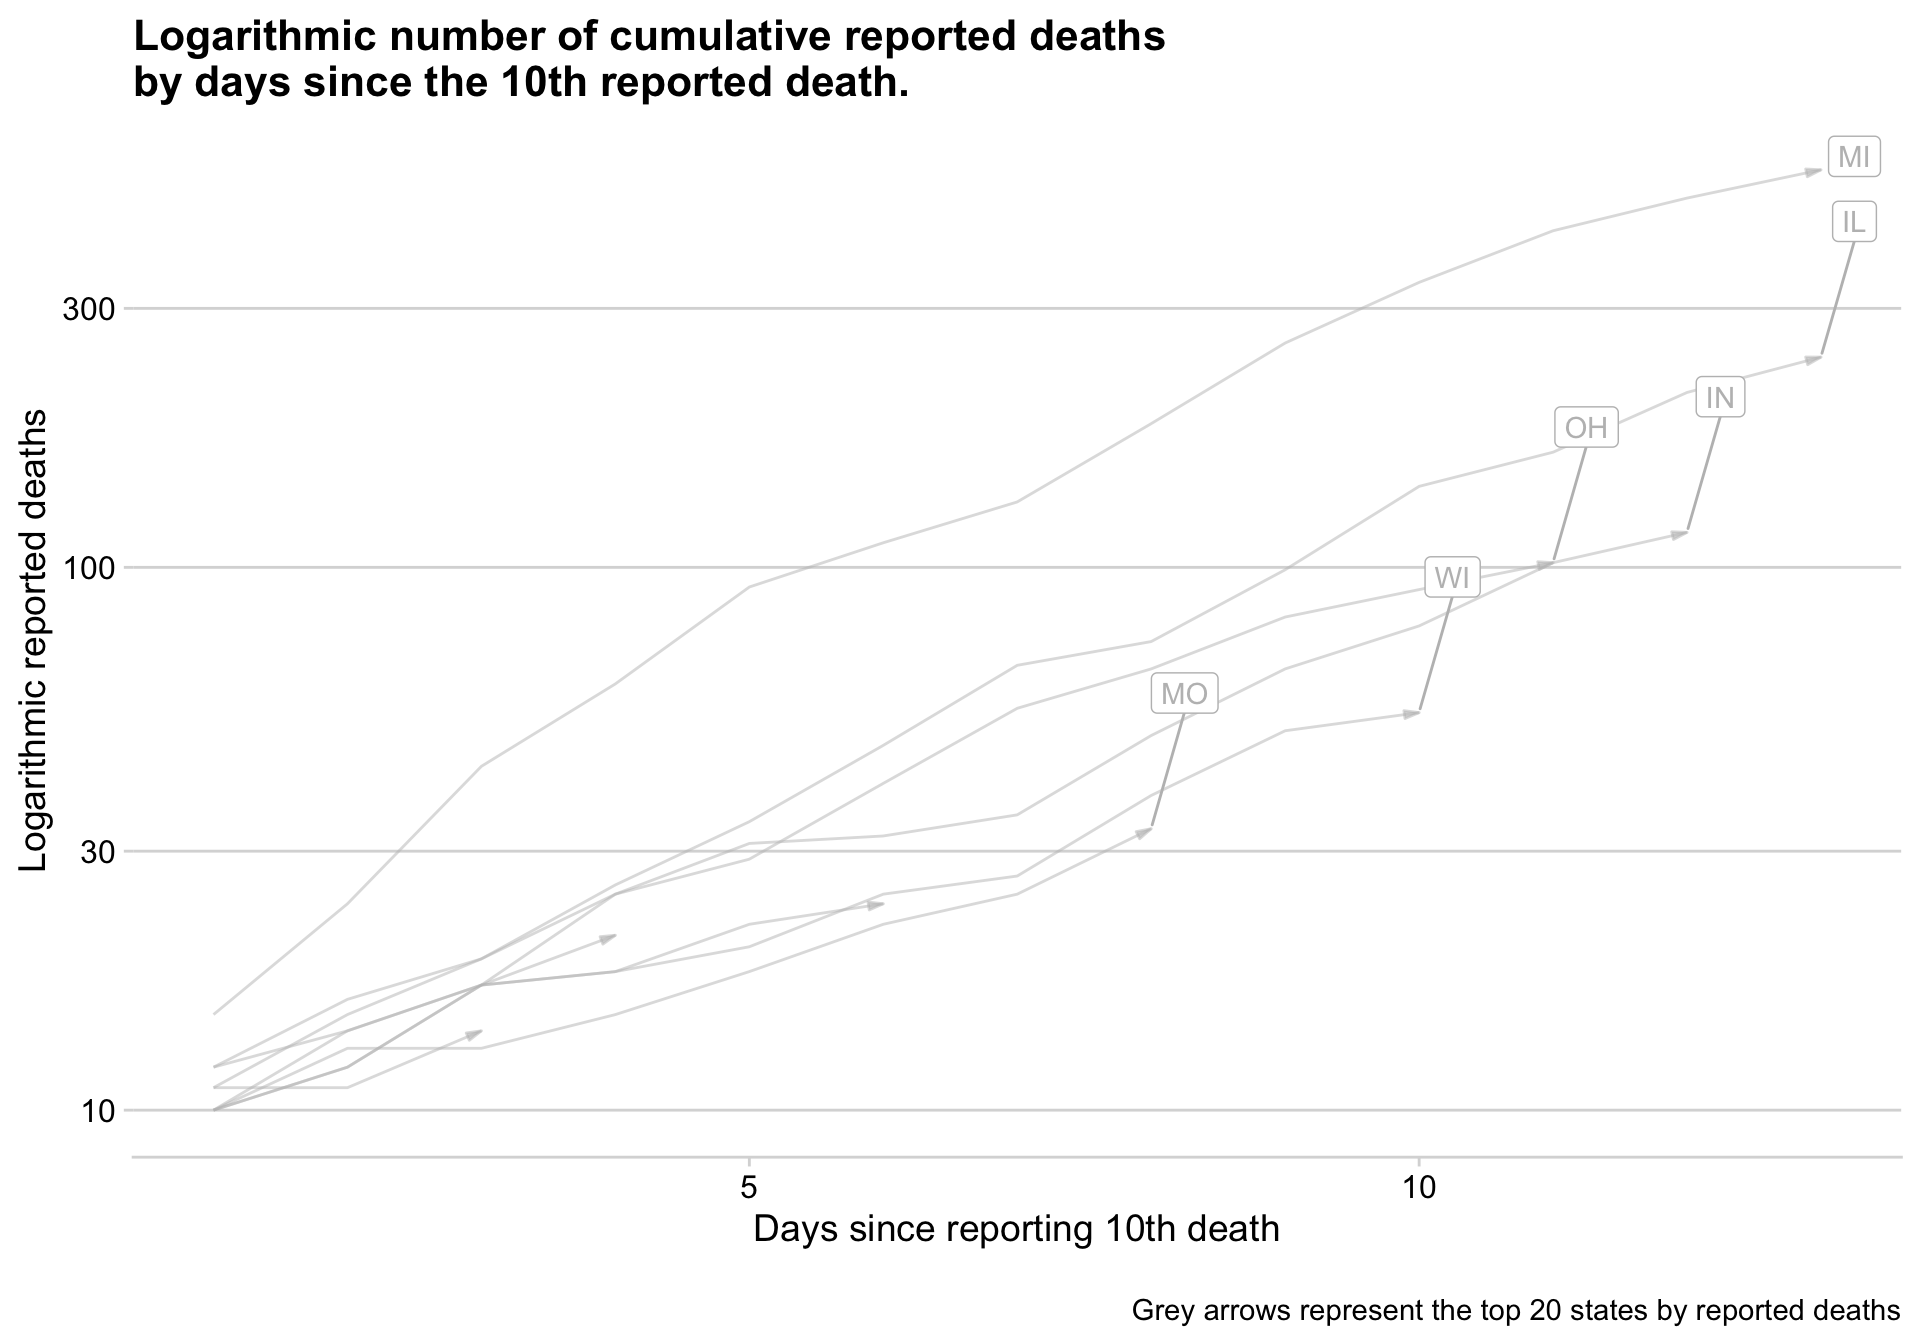 Logarithmic number of cumulative reported deaths
by days since the 10th reported death.
MI
IL
300
IN
OH
100
WI
MO
30
10
Logarithmic reported deaths
5
10
Days since reporting 10th death
Grey arrows represent the top 20 states by reported deaths